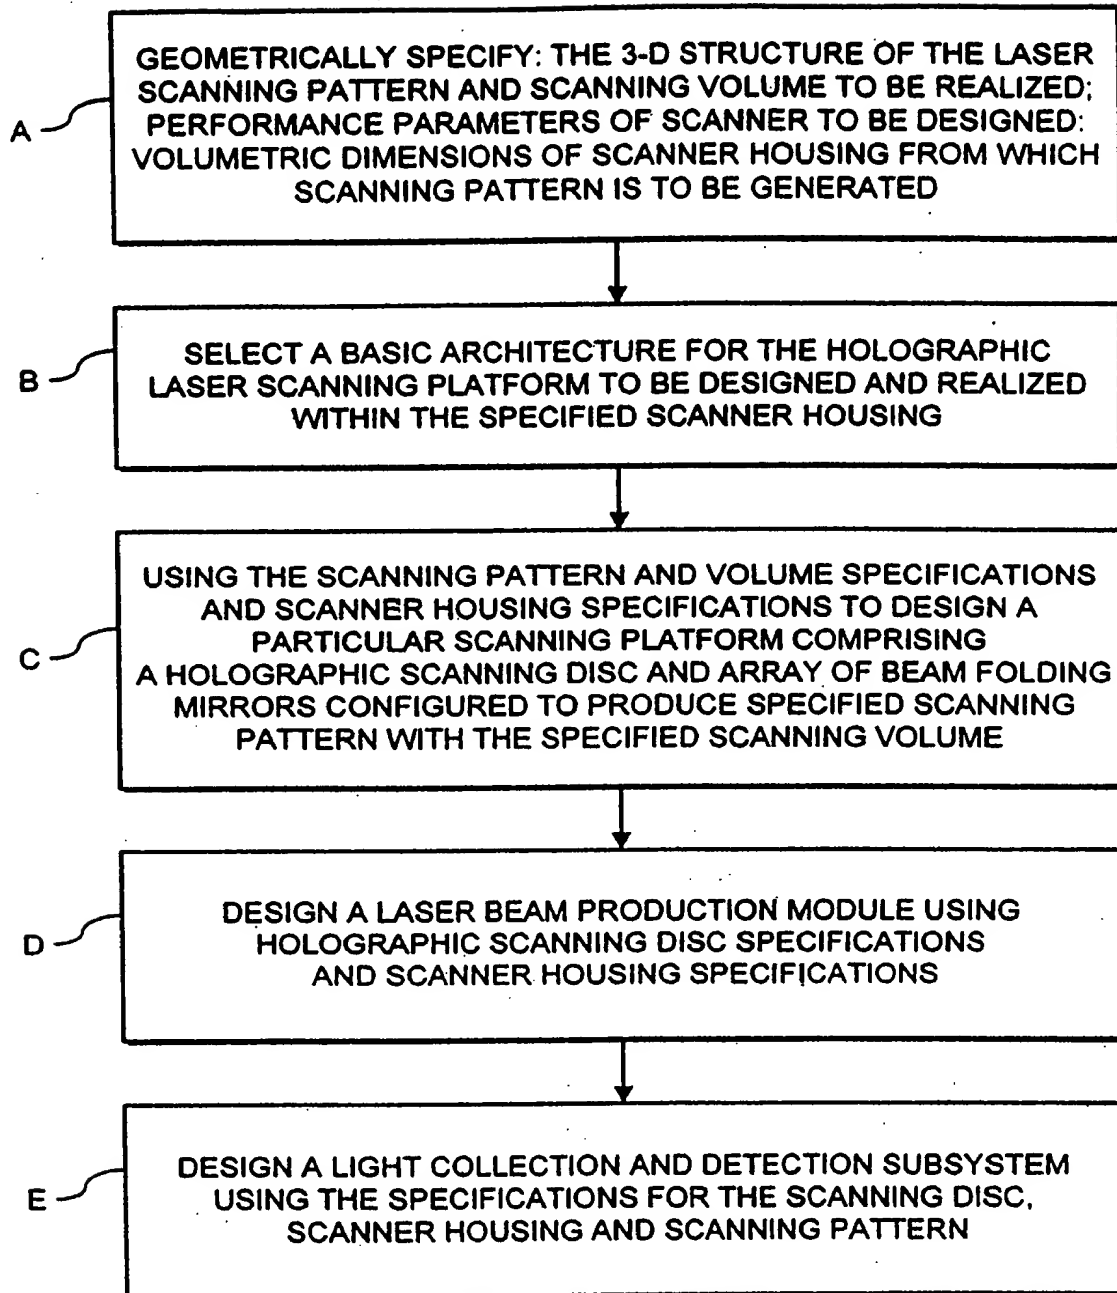 GEOMETRICALLY SPECIFY: THE 3-D STRUCTURE OF THE LASER
SCANNING PATTERN AND SCANNING VOLUME TO BE REALIZED;
PERFORMANCE PARAMETERS OF SCANNER TO BE DESIGNED:
VOLUMETRIC DIMENSIONS OF SCANNER HOUSING FROM WHICH
SCANNING PATTERN IS TO BE GENERATED
A
SELECT A BASIC ARCHITECTURE FOR THE HOLOGRAPHIC
LASER SCANNING PLATFORM TO BE DESIGNED AND REALIZED
WITHIN THE SPECIFIED SCANNER HOUSING
B
USING THE SCANNING PATTERN AND VOLUME SPECIFICATIONS
AND SCANNER HOUSING SPECIFICATIONS TO DESIGN A
PARTICULAR SCANNING PLATFORM COMPRISING
A HOLOGRAPHIC SCANNING DISC AND ARRAY OF BEAM FOLDING
MIRRORS CONFIGURED TO PRODUCE SPECIFIED SCANNING
PATTERN WITH THE SPECIFIED SCANNING VOLUME
C
DESIGN A LASER BEAM PRODUCTION MODULE USING
HOLOGRAPHIC SCANNING DISC SPECIFICATIONS
AND SCANNER HOUSING SPECIFICATIONS
D
DESIGN A LIGHT COLLECTION AND DETECTION SUBSYSTEM
USING THE SPECIFICATIONS FOR THE SCANNING DISC,
SCANNER HOUSING AND SCANNING PATTERN
E